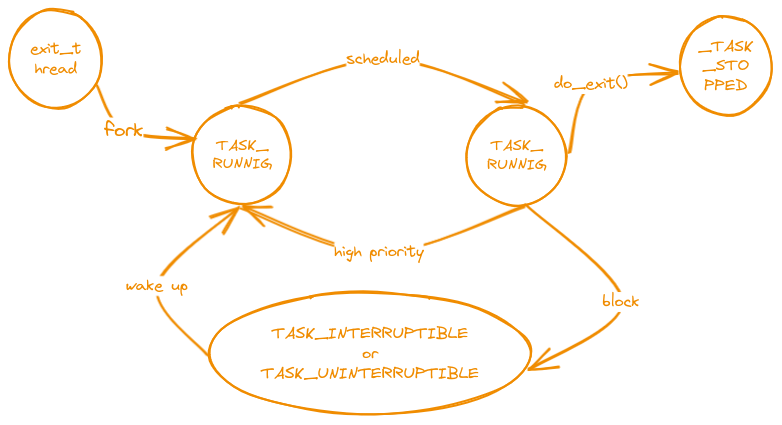 exit_t
hread
fork
TASK_
RUNNIG
scheduled
TASK_
RUNNIG
do_exit()
_TASK
_STO
PPED
high priority
wake up
block
TASK_INTERRUPTIBLE
or
TASK_UNINTERRUPTIBLE